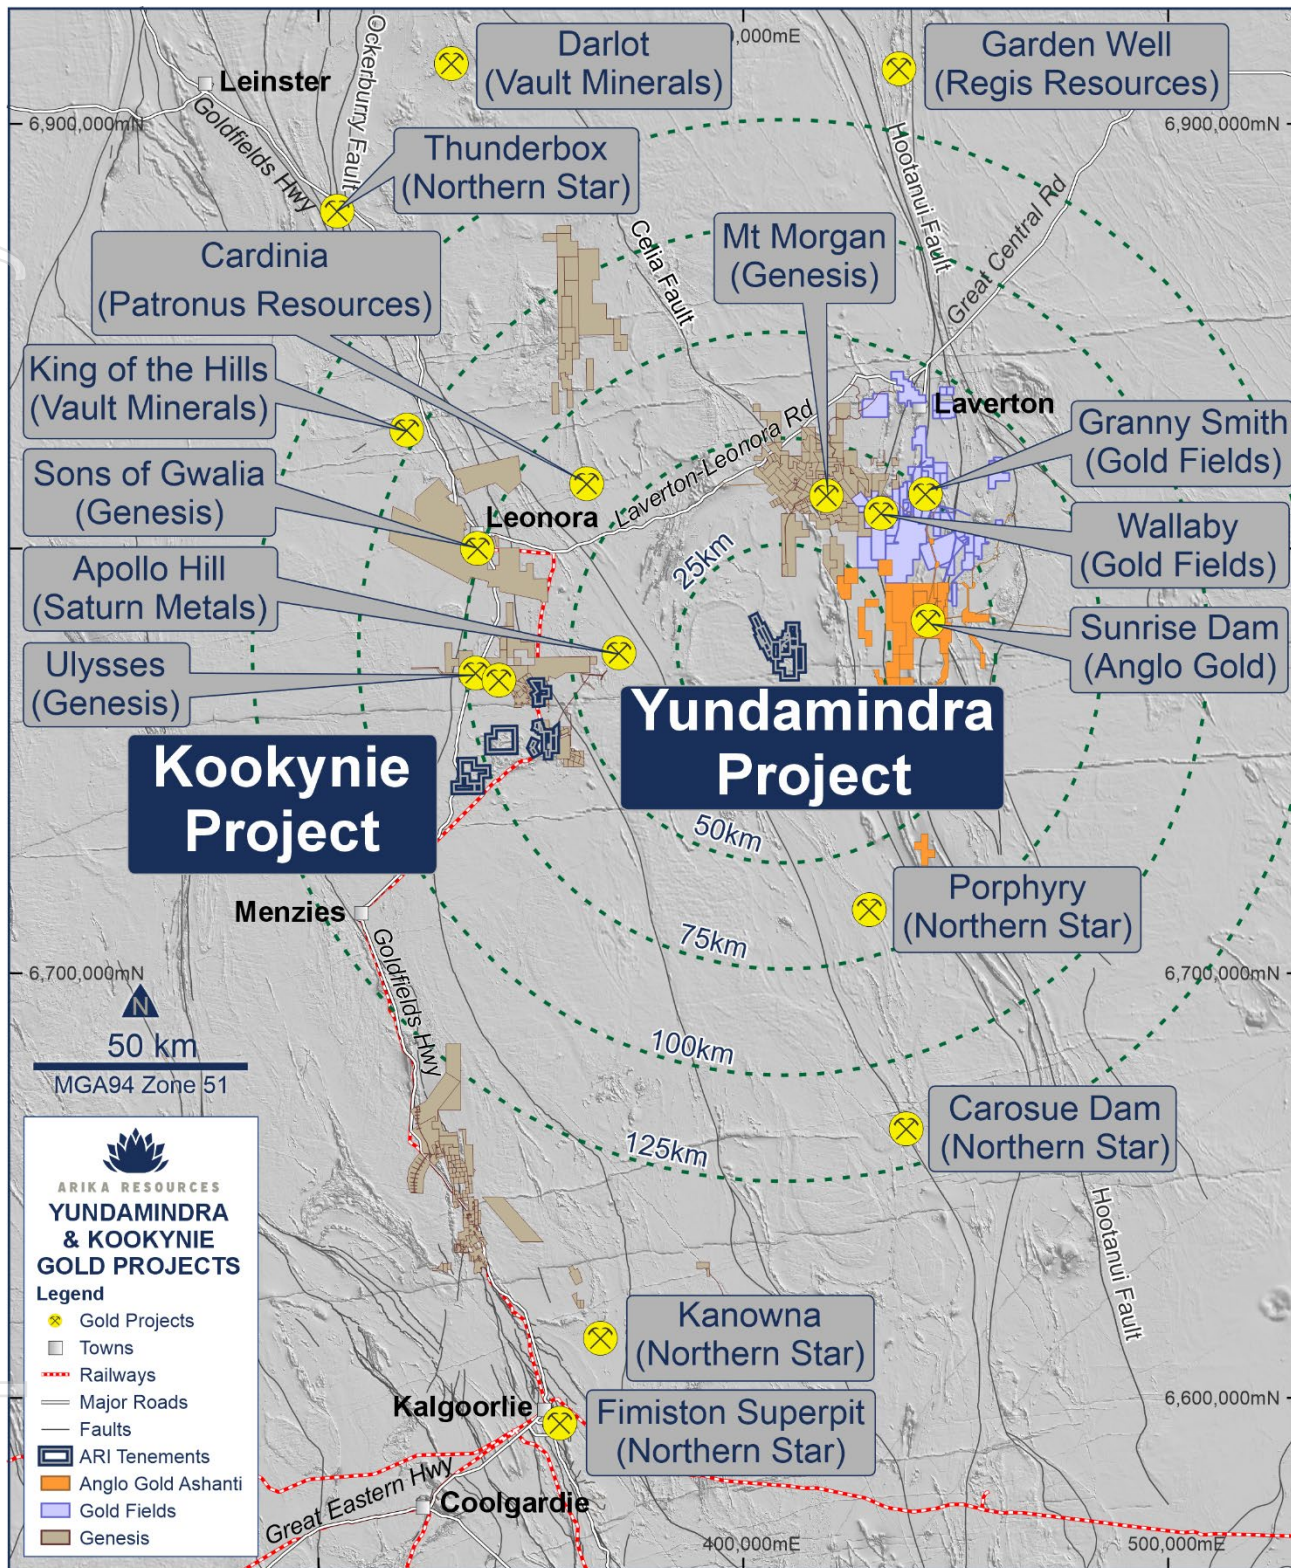 Darlot
(Vault Minerals)
Garden Well
(Regis Resources)
000mE
Leinster
Ockerburry Fault
Goldfields Hwy
6,900,000mN
6,900,000mN
Thunderbox
(Northern Star)
Hootanui Fault
Great Central Rd
Celia Fault
Mt Morgan
(Genesis)
Cardinia
(Patronus Resources)
King of the Hills
(Vault Minerals)
Laverton
Laverton-Leonora Rd
Granny Smith
(Gold Fields)
Sons of Gwalia
(Genesis)
Leonora
Wallaby
(Gold Fields)
25km
Apollo Hill
(Saturn Metals)
Sunrise Dam
(Anglo Gold)
Ulysses
(Genesis)
Yundamindra
Project
Kookynie
Project
50km
Porphyry
(Northern Star)
Menzies
75km
Goldfields Hwy
6,700,000mN
6,700,000mN
N
50 km
MGA94 Zone 51
100km
Carosue Dam
(Northern Star)
125km
Hootanui Fault
ARIKA RESOURCES
YUNDAMINDRA
& KOOKYNIE
GOLD PROJECTS
Legend
Gold Projects
Towns
Railways
Major Roads
Faults
ARI Tenements
Anglo Gold Ashanti
Gold Fields
Genesis
Kanowna
(Northern Star)
Kalgoorlie
6,600,000mN
Fimiston Superpit
(Northern Star)
Great Eastern Hwy
Coolgardie
400,000mE
500,000mE